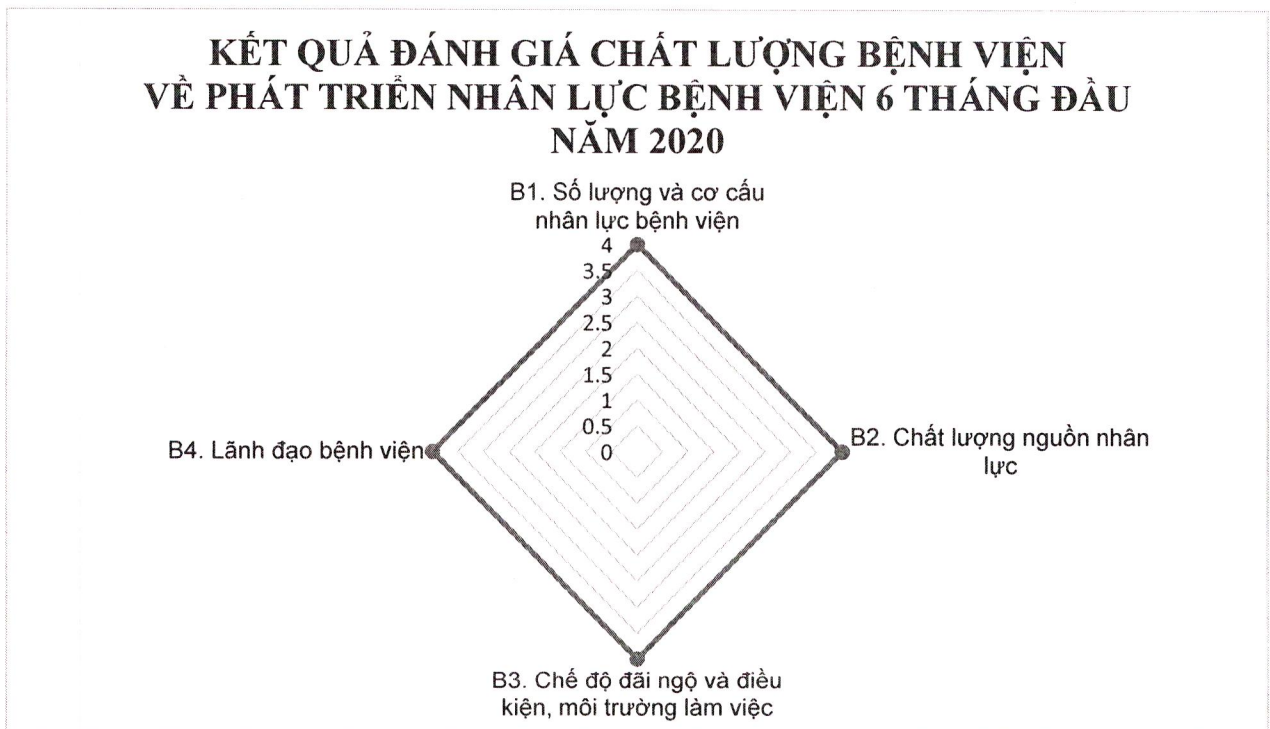 KẾT QUẢ ĐÁNH GIÁ CHẤT LƯỢNG BỆNH VIỆN
VỀ PHÁT TRIỂN NHÂN LỰC BỆNH VIỆN 6 THÁNG ĐẦU
NĂM 2020
B1. Số lượng và cơ cấu
nhân lực bệnh viện
4
3.5
3
2.5
2
1.5
1
0.5
0
B4. Lãnh đạo bệnh viện
B2. Chất lượng nguồn nhân
lực
B3. Chế độ đãi ngộ và điều
kiện, môi trường làm việc